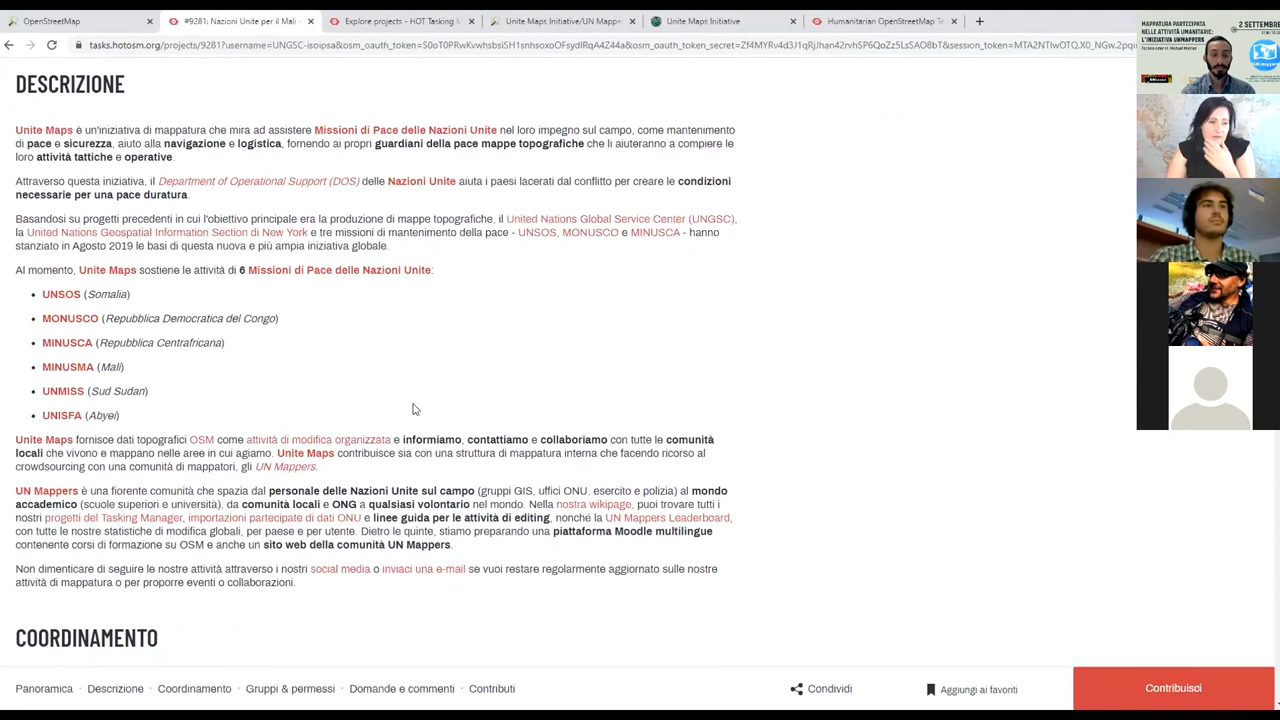 OpenStreetMap
#9281: Nazioni Unite per il Mali -
Explore projects - HOT Tasking M
Unite Maps Initiative/UN Mappe
Unite Maps Initiative
Humanitarian OpenStreetMap Te
MAPPATURA PARTECIPATA
NELLE ATTIVITÀ UMANITARIE:
L'INIZIATIVA UNMAPPERS
2 SETTEMBRE
DESCRIZIONE
Unite Maps è un'iniziativa di mappatura che mira ad assistere Missioni di Pace delle Nazioni Unite nel loro impegno sul campo, come mantenimento
di pace e sicurezza, aiuto alla navigazione e logistica, fornendo ai propri guardiani della pace mappe topografiche che li aiuteranno a compiere le
loro attività tattiche e operative.
Attraverso questa iniziativa, il Department of Operational Support (DOS) delle Nazioni Unite aiuta i paesi lacerati dal conflitto per creare le condizioni
necessarie per una pace duratura.
Basandosi su progetti precedenti in cui l'obiettivo principale era la produzione di mappe topografiche, il United Nations Global Service Center (UNGSC),
la United Nations Geospatial Information Section di New York e tre missioni di mantenimento della pace - UNSOS, MONUSCO e MINUSCA - hanno
stanziato in Agosto 2019 le basi di questa nuova e più ampia iniziativa globale.
Al momento, Unite Maps sostiene le attività di 6 Missioni di Pace delle Nazioni Unite:
• UNSOS (Somalia)
• MONUSCO (Repubblica Democratica del Congo)
• MINUSCA (Repubblica Centrafricana)
• MINUSMA (Mali)
• UNMISS (Sud Sudan)
• UNISFA (Abyei)
Unite Maps fornisce dati topografici OSM come attività di modifica organizzata e informiamo, contattiamo e collaboriamo con tutte le comunità
locali che vivono e mappano nelle aree in cui agiamo. Unite Maps contribuisce sia con una struttura di mappatura interna che facendo ricorso al
crowdsourcing con una comunità di mappatori, gli UN Mappers.
UN Mappers è una fiorente comunità che spazia dal personale delle Nazioni Unite sul campo (gruppi GIS, uffici ONU, esercito e polizia) al mondo
accademico (scuole superiori e università), da comunità locali e ONG a qualsiasi volontario nel mondo. Nella nostra wikipage, puoi trovare tutti i
nostri progetti del Tasking Manager, importazioni partecipate di dati ONU e linee guida per le attività di editing, nonché la UN Mappers Leaderboard,
con tutte le nostre statistiche di modifica globali, per paese e per utente. Dietro le quinte, stiamo preparando una piattaforma Moodle multilingue
contenente corsi di formazione su OSM e anche un sito web della comunità UN Mappers.
Non dimenticare di seguire le nostre attività attraverso i nostri social media o inviaci una e-mail se vuoi restare regolarmente aggiornato sulle nostre
attività di mappatura o per proporre eventi o collaborazioni.
COORDINAMENTO
Panoramica · Descrizione · Coordinamento · Gruppi & permessi · Domande e commenti · Contributi
Condividi
Aggiungi ai favoriti
Contribuisci